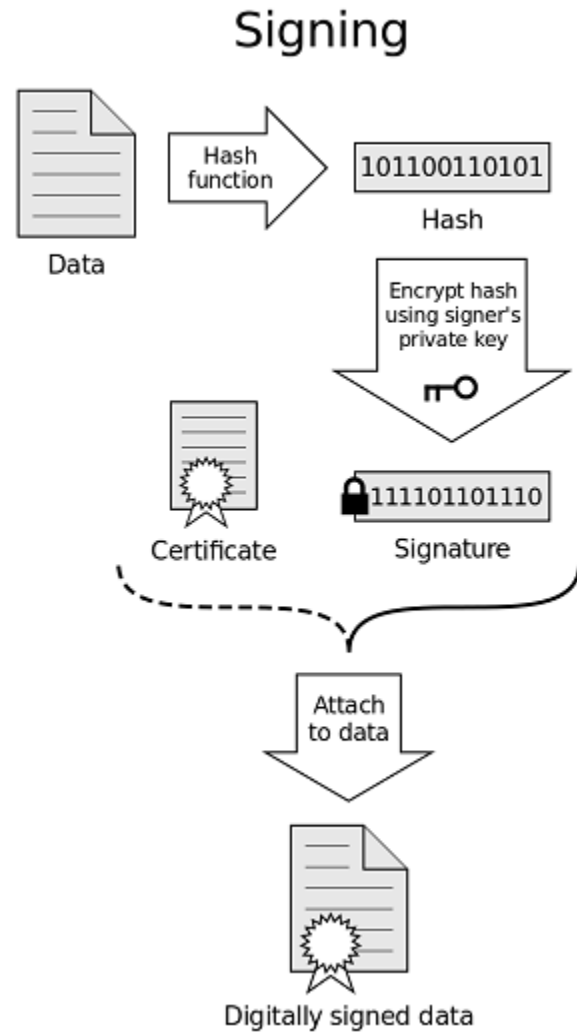 Signing
Hash
function
101100110101
Hash
Data
Encrypt hash
using signer's
private key
111101101110
Certificate
Signature
Attach
to data
Digitally signed data